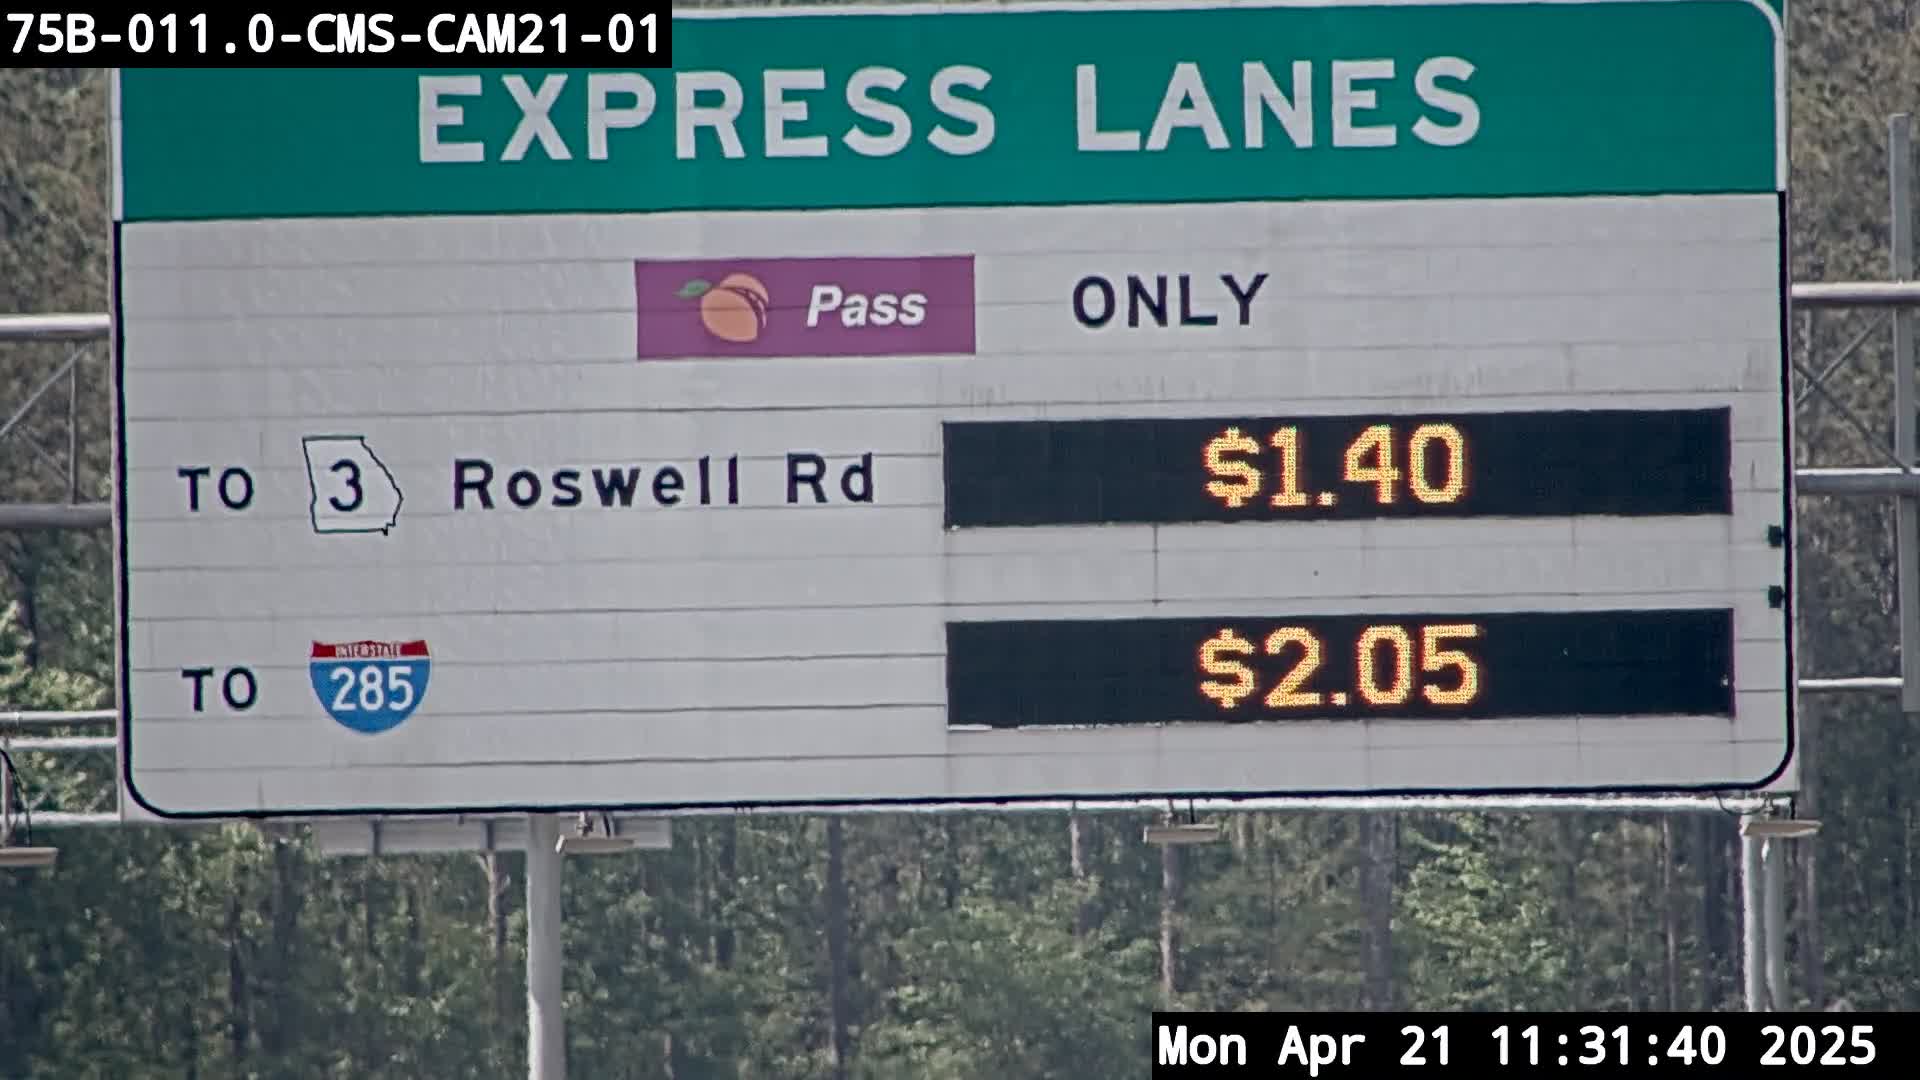 75B-011.0-CMS-CAM21-01
EXPRESS LANES
Pass ONLY
TO 3 Roswell Rd $1.40
INTERSTATE
TO 285 $2.05
Mon Apr 21 11:31:40 2025